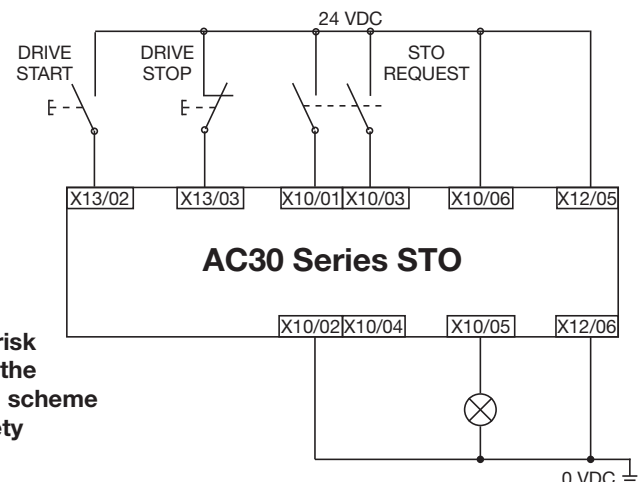 24 VDC
DRIVE
START
DRIVE
STOP
STO
REQUEST
X13/02 X13/03 X10/01 X10/03 X10/06 X12/05
AC30 Series STO
X10/02 X10/04 X10/05 X12/06
risk
the
scheme
0 VDC